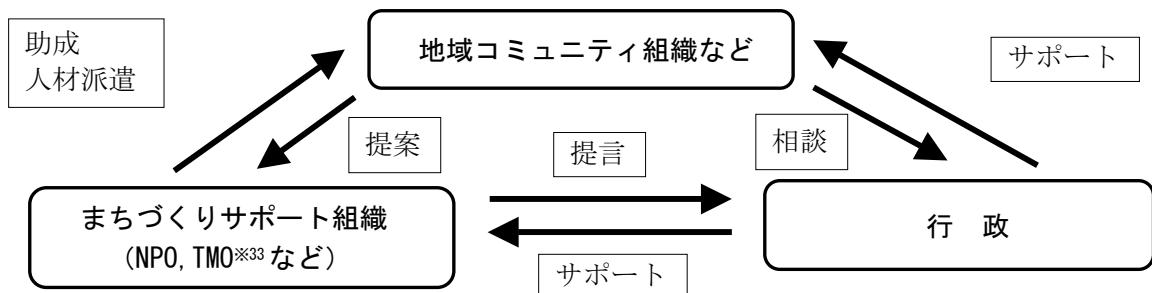 助成
人材派遣
地域コミュニティ組織など
サポート
提案
提言
相談
まちづくりサポート組織
(NPO,TMO※33など)
行 政
サポート